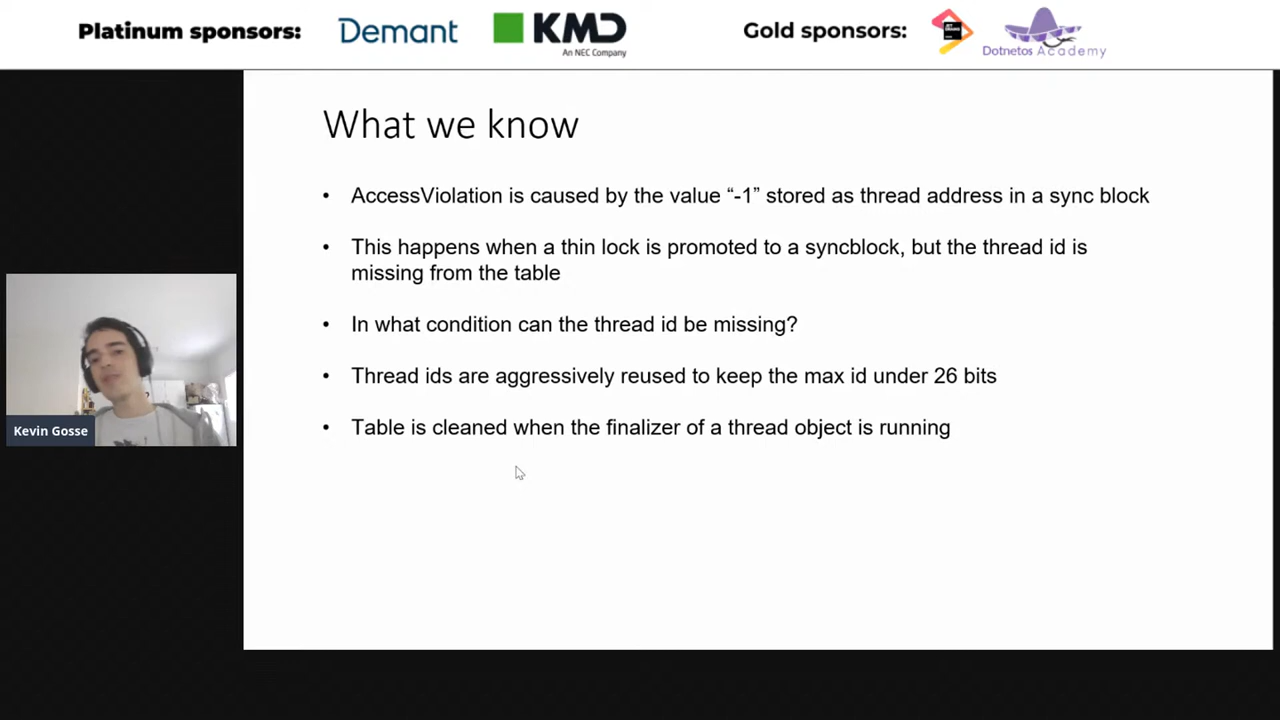 Platinum sponsors:
Demant
KMD
An NEC Company
Gold sponsors:
Dotnetos Academy
What we know
• AccessViolation is caused by the value “-1” stored as thread address in a sync block
• This happens when a thin lock is promoted to a syncblock, but the thread id is
missing from the table
• In what condition can the thread id be missing?
• Thread ids are aggressively reused to keep the max id under 26 bits
• Table is cleaned when the finalizer of a thread object is running
Kevin Gosse